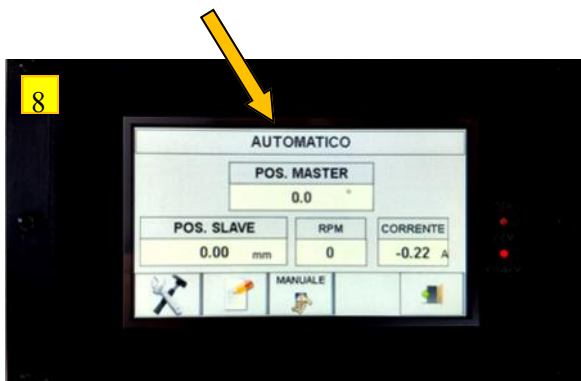 8
AUTOMATICO
POS. MASTER
0.0 °
POS. SLAVE
RPM
CORRENTE
0.00 mm
0
-0.22 A
MANUALE